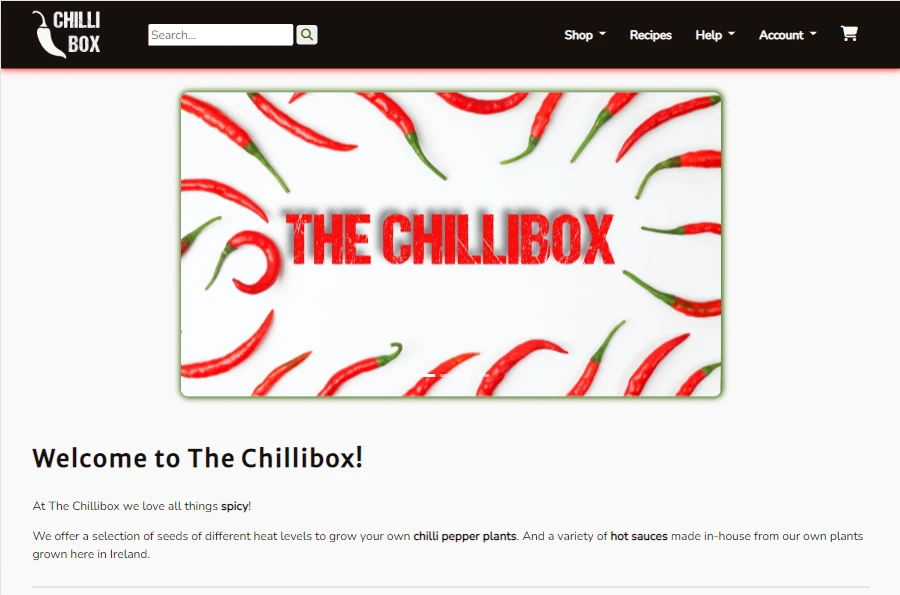 CHILLI
BOX
Search...
Shop
Recipes
Help
Account
THE CHILLIBOX
Welcome to The Chillibox!
At The Chillibox we love all things spicy!
We offer a selection of seeds of different heat levels to grow your own chilli pepper plants. And a variety of hot sauces made in-house from our own plants
grown here in Ireland.